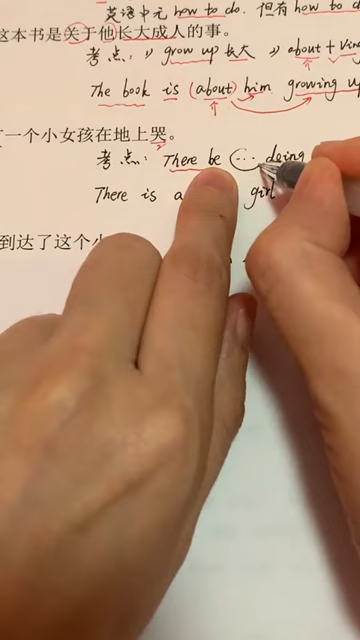 英语中无 how to do. 但有 how to d
这本书是关于他长大成人的事。
考点: 1) grow up 长大 2) about + Ving
The book is (about) him growing up
一个小女孩在地上哭。
考点: There be ... doing
There is a girl
到达了这个小